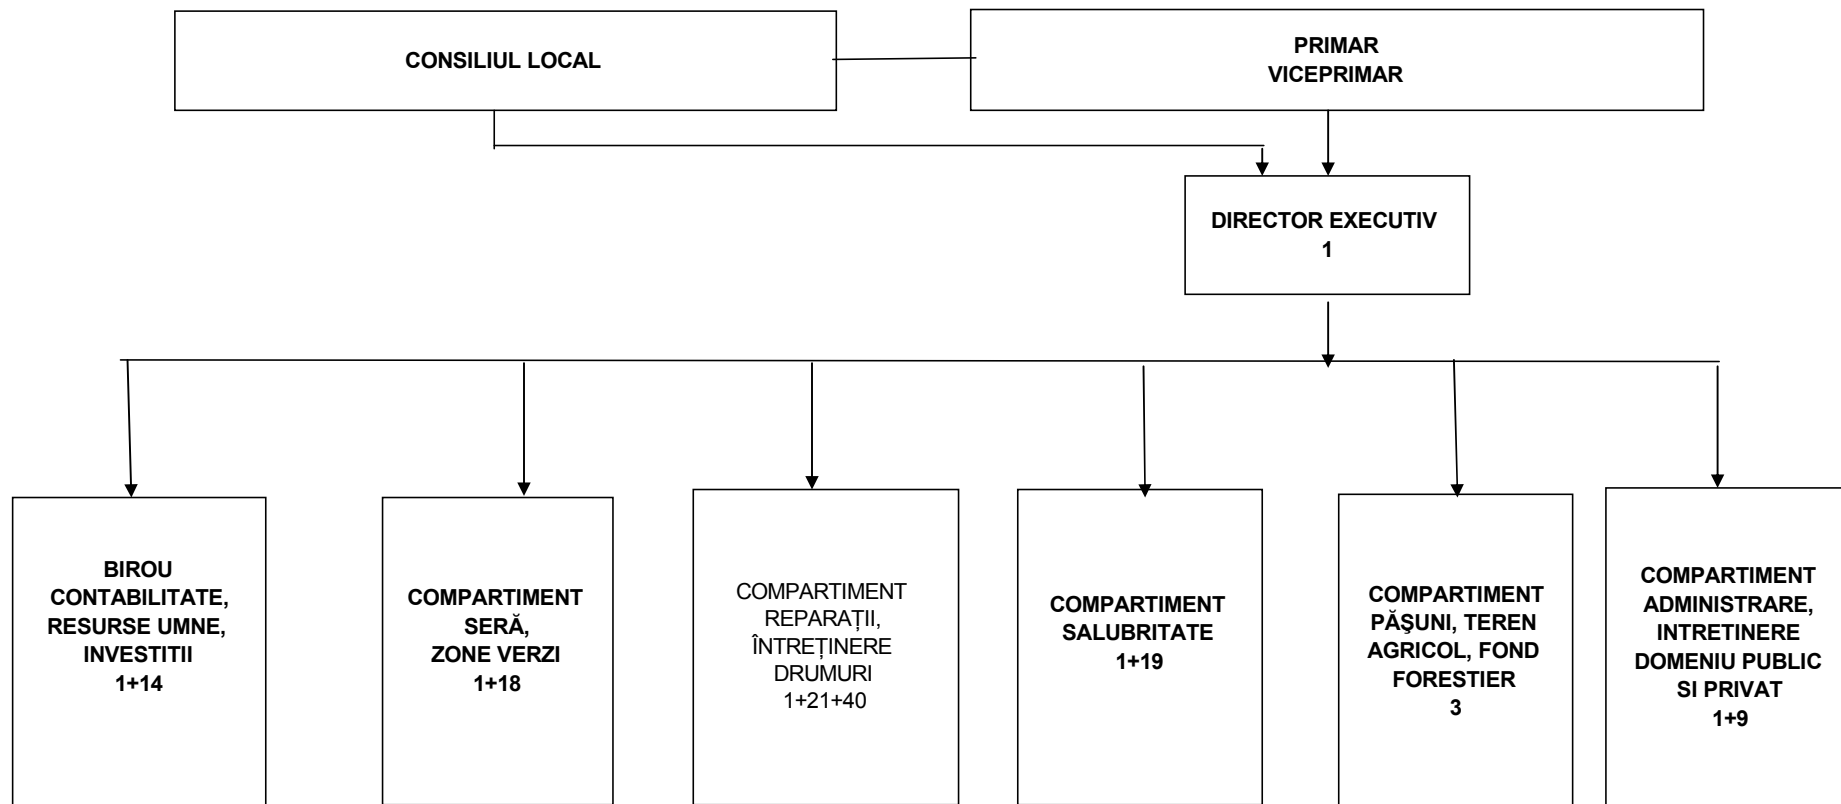 CONSILIUL LOCAL
PRIMAR
VICEPRIMAR
DIRECTOR EXECUTIV
1
BIROU
CONTABILITATE,
RESURSE UMNE,
INVESTITII
1+14
COMPARTIMENT
SERĂ,
ZONE VERZI
1+18
COMPARTIMENT
REPARAȚII,
ÎNTREȚINERE
DRUMURI
1+21+40
COMPARTIMENT
SALUBRITATE
1+19
COMPARTIMENT
PĂŞUNI, TEREN
AGRICOL, FOND
FORESTIER
3
COMPARTIMENT
ADMINISTRARE,
INTRETINERE
DOMENIU PUBLIC
SI PRIVAT
1+9